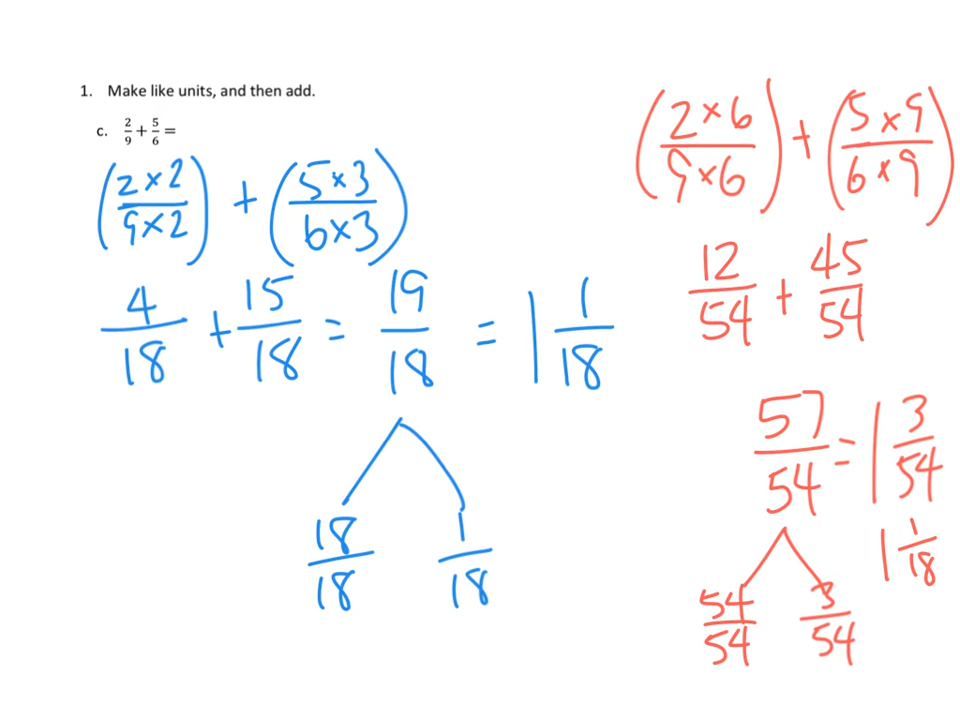 1. Make like units, and then add.
c. 2/9 + 5/6 =
(2 × 2 / 9 × 2) + (5 × 3 / 6 × 3)
4/18 + 15/18 = 19/18 = 1 1/18
18/18 1/18
(2 × 6 / 9 × 6) + (5 × 9 / 6 × 9)
12/54 + 45/54
57/54 = 1 3/54
1 1/18
54/54 3/54